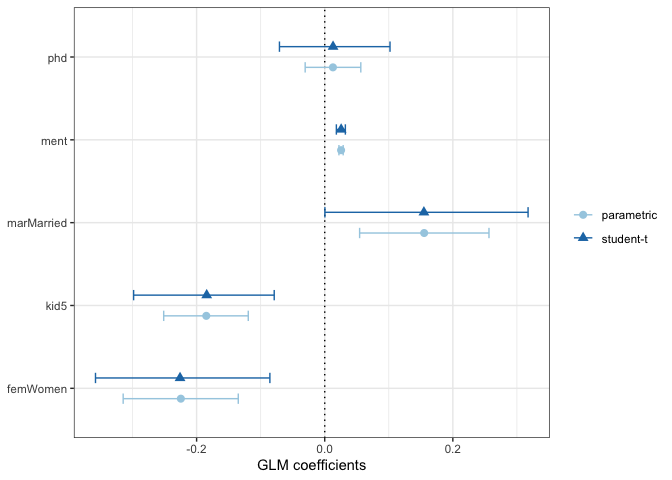 phd
ment
marMarried
kid5
femWomen
-0.2
0.0
0.2
GLM coefficients
parametric
student-t